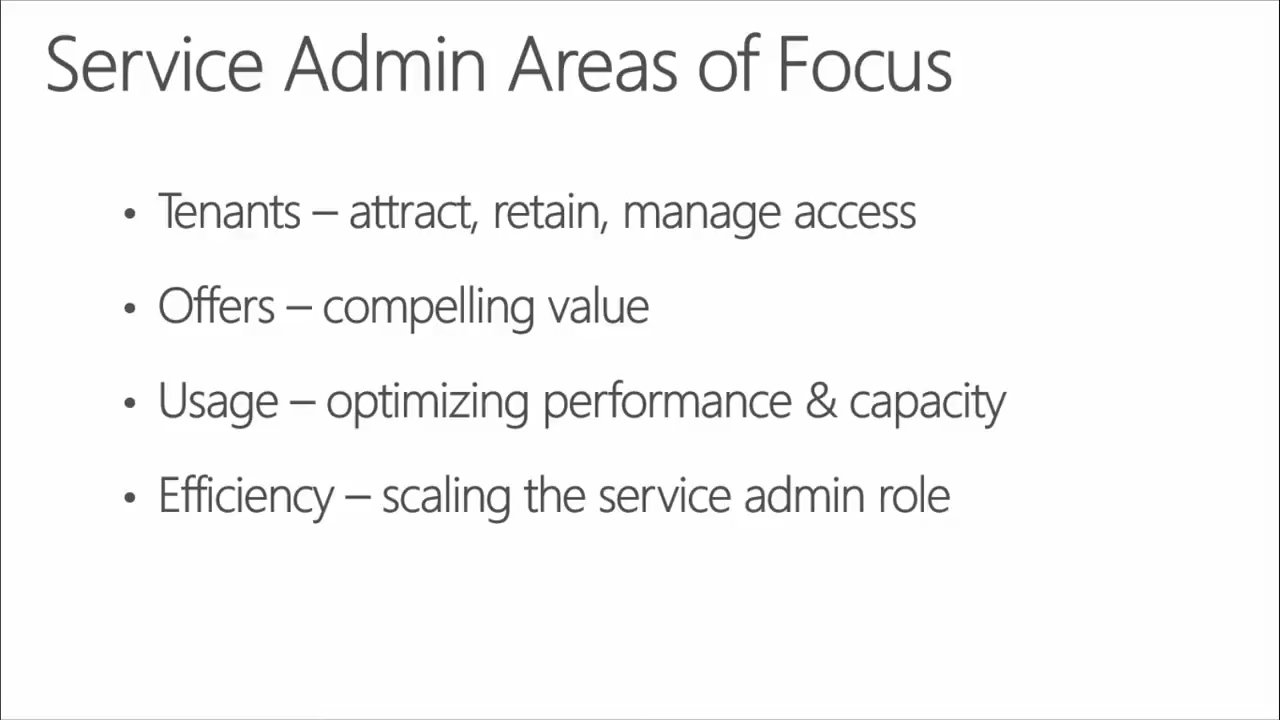 Service Admin Areas of Focus
• Tenants – attract, retain, manage access
• Offers – compelling value
• Usage – optimizing performance & capacity
• Efficiency – scaling the service admin role